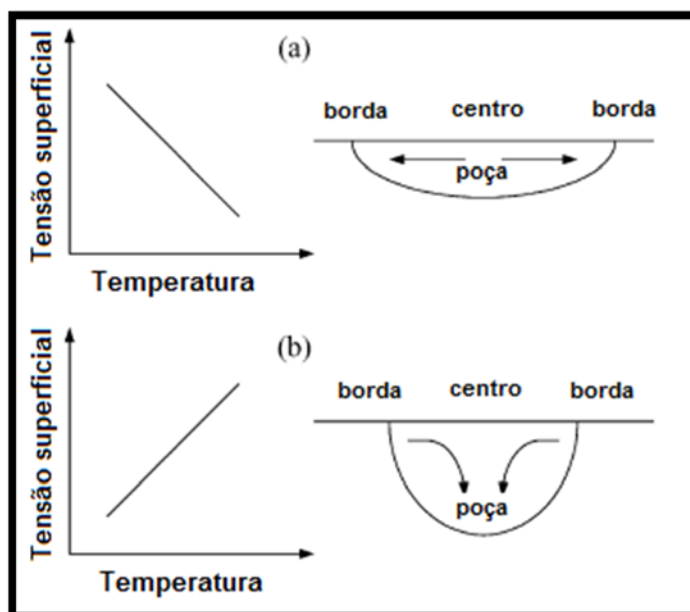 Tensão superficial
Temperatura
(a)
borda centro borda
poça
Tensão superficial
Temperatura
(b)
borda centro borda
poça